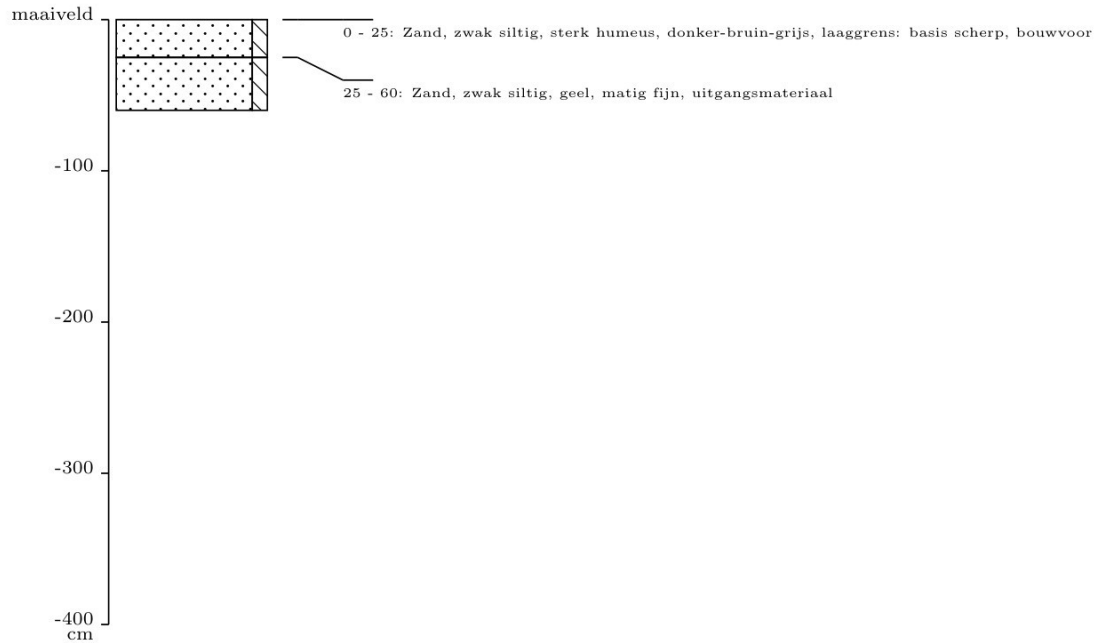 maaiveld
0 - 25: Zand, zwak siltig, sterk humeus, donker-bruin-grijs, laaggrens: basis scherp, bouwvoor
25 - 60: Zand, zwak siltig, geel, matig fijn, uitgangsmateriaal
-100
-200
-300
-400
cm